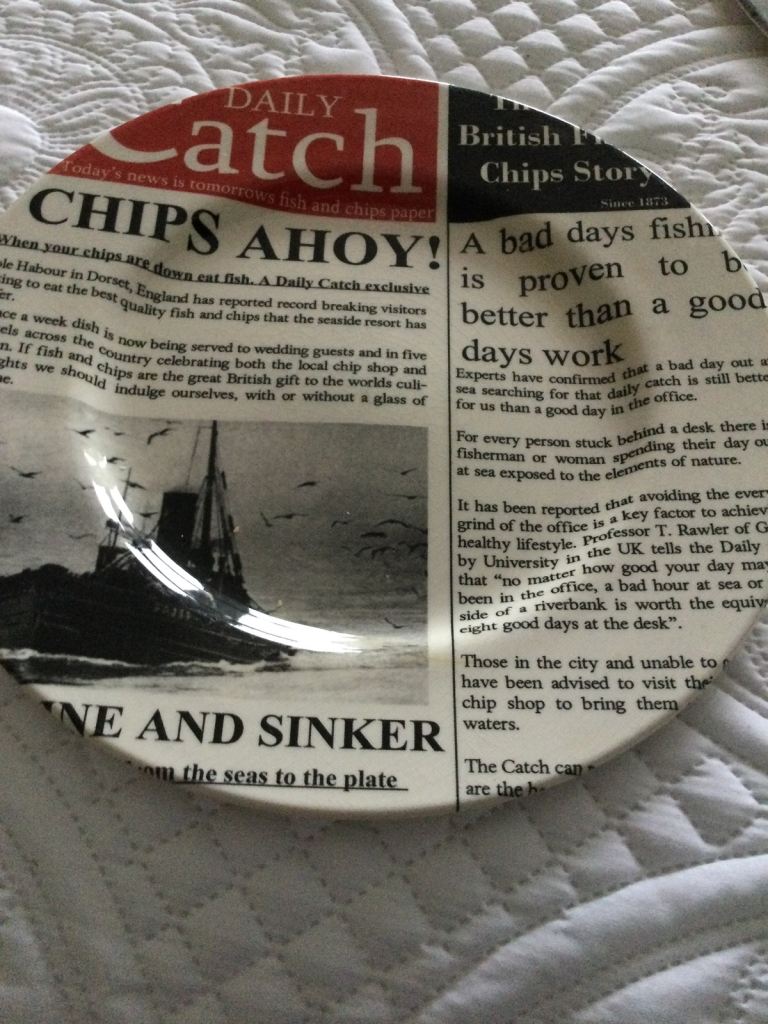 DAILY
Catch
Today's news is tomorrows fish and chips paper
CHIPS AHOY!
When your chips are down eat fish. A Daily Catch exclusive
Habour in Dorset, England has reported record breaking visitors
to eat the best quality fish and chips that the seaside resort has
a week dish is now being served to wedding guests and in five
across the country celebrating both the local chip shop and
If fish and chips are the great British gift to the worlds culi-
we should indulge ourselves, with or without a glass of
AND SINKER
the seas to the plate
British
Chips Story
Since 1873
A bad days
is proven to
better than a good
days work
Experts have confirmed that a bad day out
sea searching for that daily catch is still
for us than a good day in the office.
For every person stuck behind a desk there
fisherman or woman spending their day
at sea exposed to the elements of nature.
It has been reported that avoiding the
grind of the office is a key factor to
healthy lifestyle. Professor T. Rawler of
by University in the UK tells the Daily
that “no matter how good your day may
been in the office, a bad hour at sea or
side of a riverbank is worth the
eight good days at the desk”.
Those in the city and unable to
have been advised to visit
chip shop to bring them
waters.
The Catch can
are the